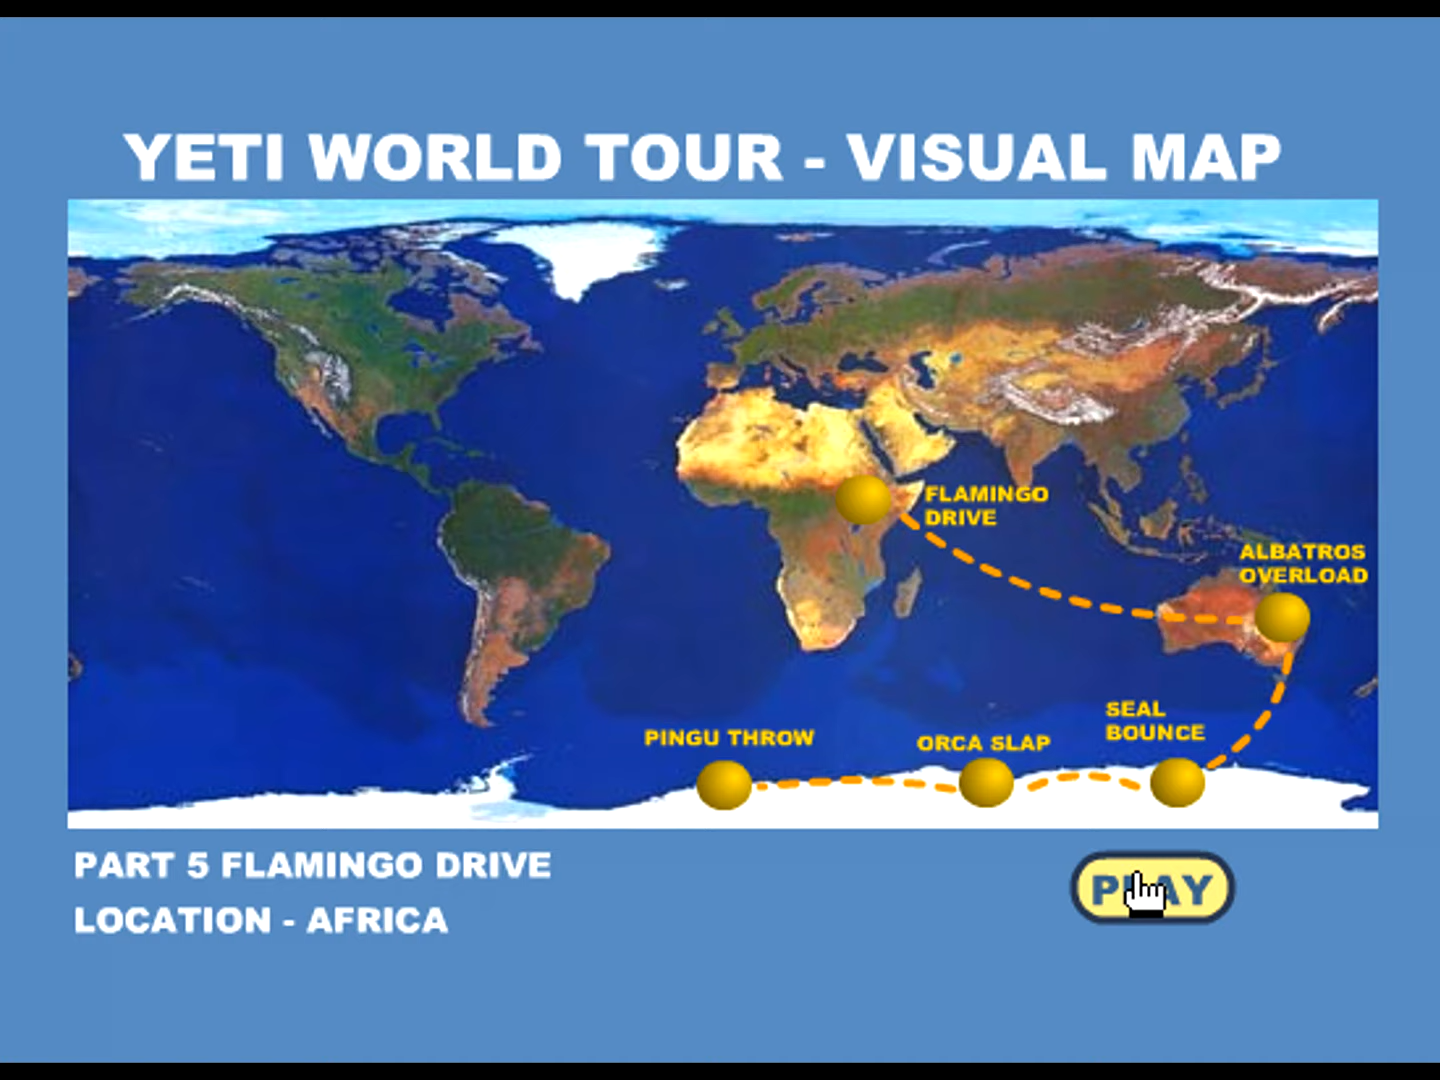 YETI WORLD TOUR - VISUAL MAP
FLAMINGO
DRIVE
ALBATROS
OVERLOAD
SEAL
BOUNCE
PINGU THROW
ORCA SLAP
PART 5 FLAMINGO DRIVE
PLAY
LOCATION - AFRICA